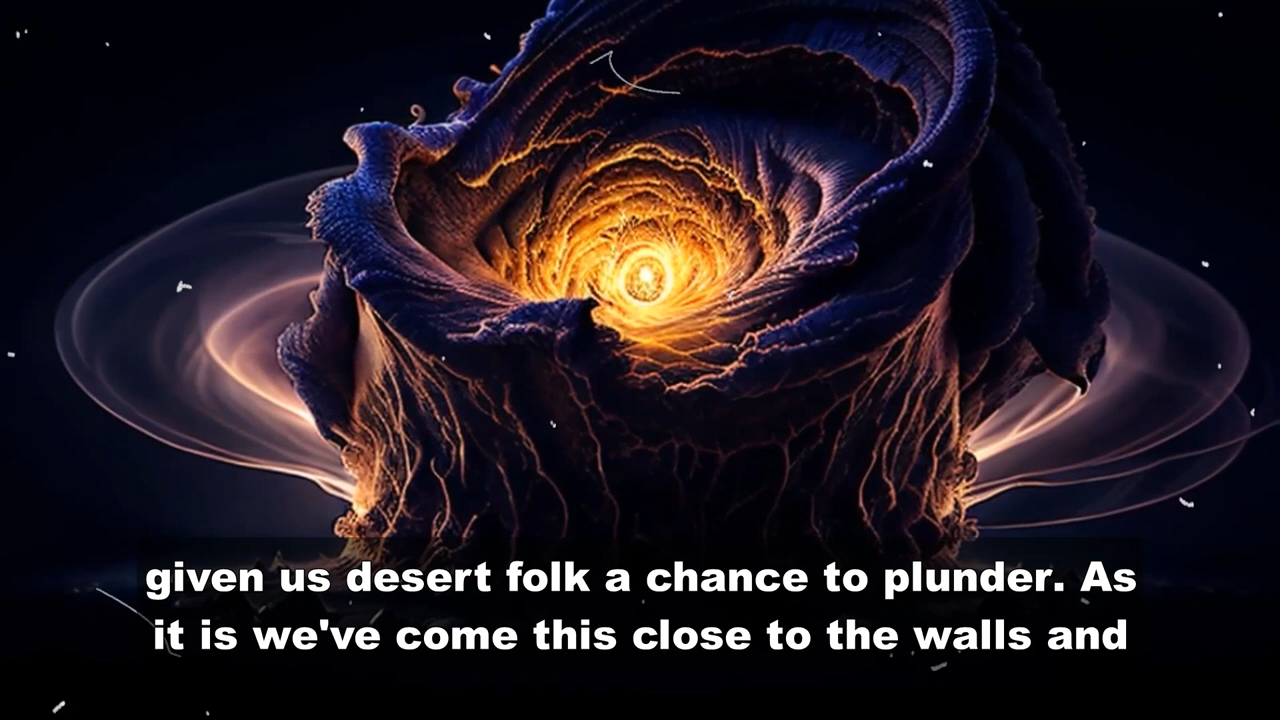 given us desert folk a chance to plunder. As
it is we've come this close to the walls and